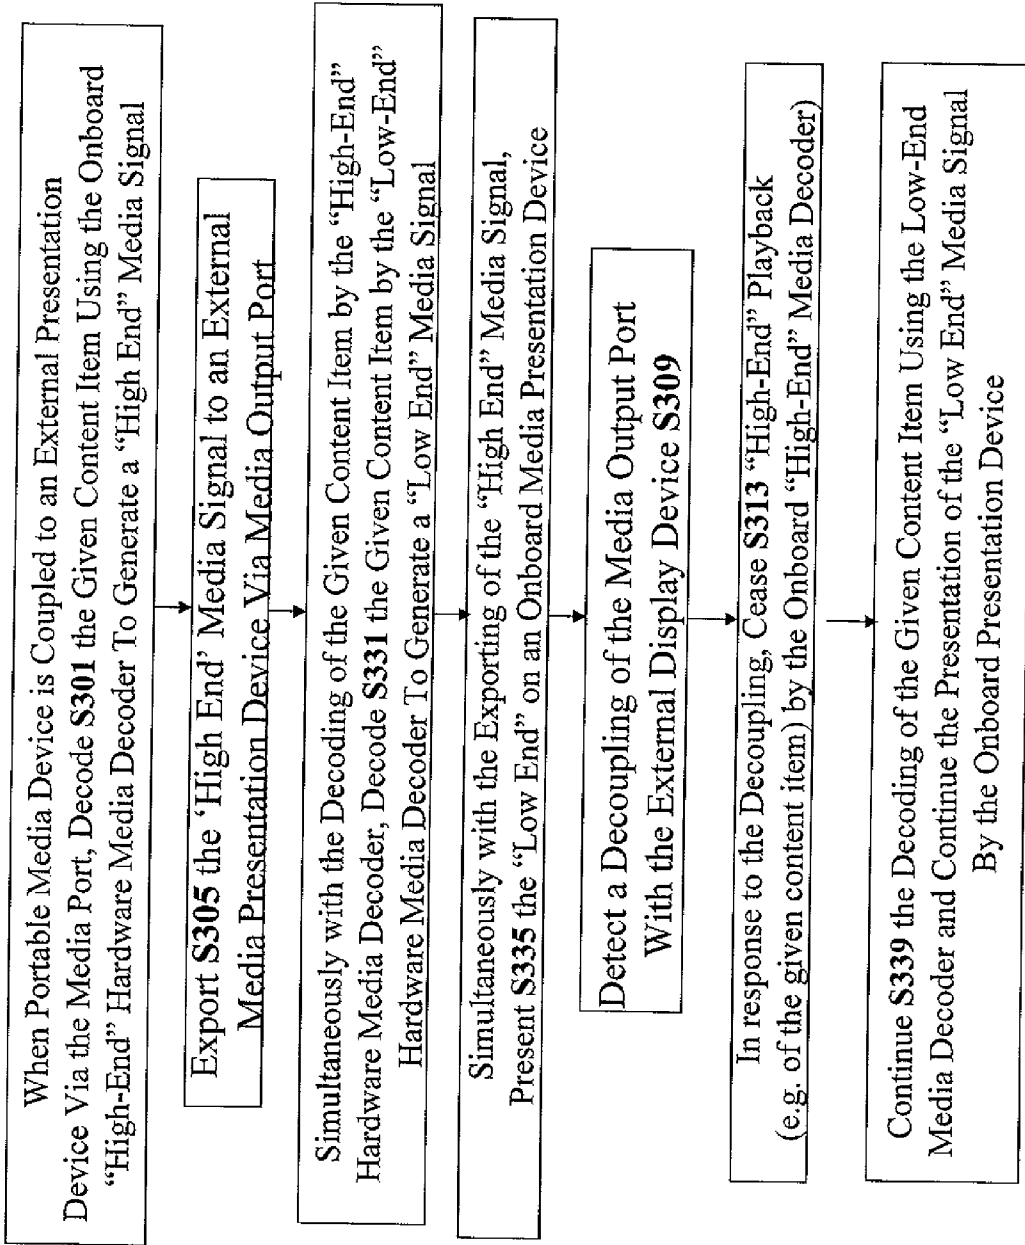 When Portable Media Device is Coupled to an External Presentation
Device Via the Media Port, Decode S301 the Given Content Item Using the Onboard
“High-End” Hardware Media Decoder To Generate a “High End” Media Signal
Export S305 the ‘High End’ Media Signal to an External
Media Presentation Device Via Media Output Port
Simultaneously with the Decoding of the Given Content Item by the “High-End”
Hardware Media Decoder, Decode S331 the Given Content Item by the “Low-End”
Hardware Media Decoder To Generate a “Low End” Media Signal
Simultaneously with the Exporting of the “High End” Media Signal,
Present S335 the “Low End” on an Onboard Media Presentation Device
Detect a Decoupling of the Media Output Port
With the External Display Device S309
In response to the Decoupling, Cease S313 “High-End” Playback
(e.g. of the given content item) by the Onboard “High-End” Media Decoder)
Continue S339 the Decoding of the Given Content Item Using the Low-End
Media Decoder and Continue the Presentation of the “Low End” Media Signal
By the Onboard Presentation Device